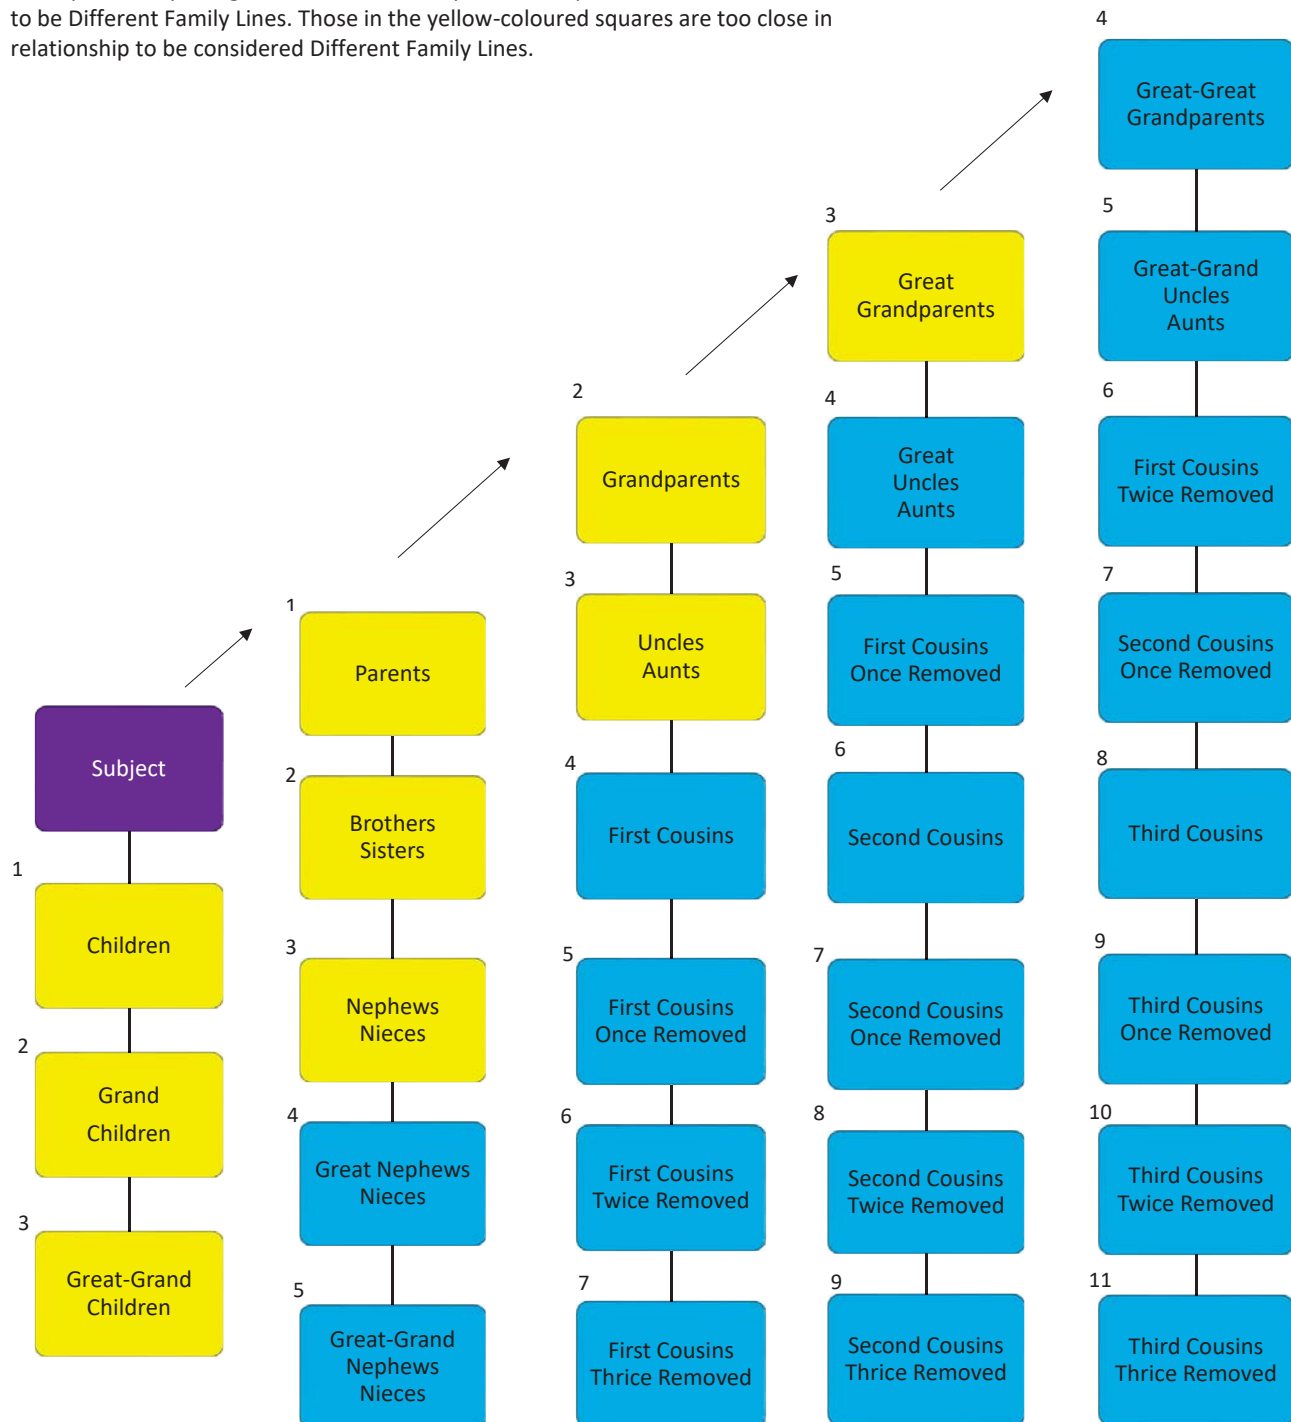 to be Different Family Lines. Those in the yellow-coloured squares are too close in
relationship to be considered Different Family Lines.
4
Great-Great
Grandparents
3
Great
Grandparents
5
Great-Grand
Uncles
Aunts
2
Grandparents
4
Great
Uncles
Aunts
6
First Cousins
Twice Removed
1
Parents
3
Uncles
Aunts
5
First Cousins
Once Removed
7
Second Cousins
Once Removed
Subject
2
Brothers
Sisters
4
First Cousins
6
Second Cousins
8
Third Cousins
1
Children
3
Nephews
Nieces
5
First Cousins
Once Removed
7
Second Cousins
Once Removed
9
Third Cousins
Once Removed
2
Grand
Children
4
Great Nephews
Nieces
6
First Cousins
Twice Removed
8
Second Cousins
Twice Removed
10
Third Cousins
Twice Removed
3
Great-Grand
Children
5
Great-Grand
Nephews
Nieces
7
First Cousins
Thrice Removed
9
Second Cousins
Thrice Removed
11
Third Cousins
Thrice Removed